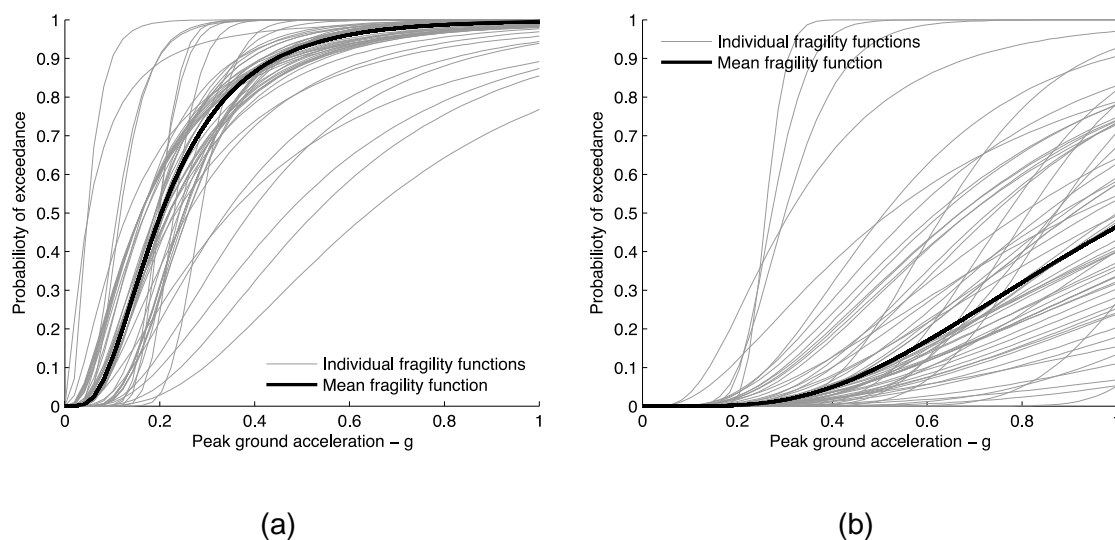 1
0.9
0.8
0.7
0.6
0.5
0.4
0.3
0.2
0.1
0
Probabilioty of exceedance
Individual fragility functions
Mean fragility function
0 0.2 0.4 0.6 0.8 1
Peak ground acceleration – g
(a)
1
0.9
0.8
0.7
0.6
0.5
0.4
0.3
0.2
0.1
0
Probabilioty of exceedance
Individual fragility functions
Mean fragility function
0 0.2 0.4 0.6 0.8 1
Peak ground acceleration – g
(b)